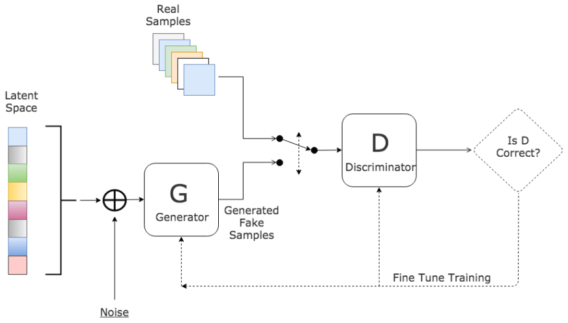 Real
Samples
Latent
Space
D
Discriminator
Is D
Correct?
G
Generator
Generated
Fake
Samples
Fine Tune Training
Noise